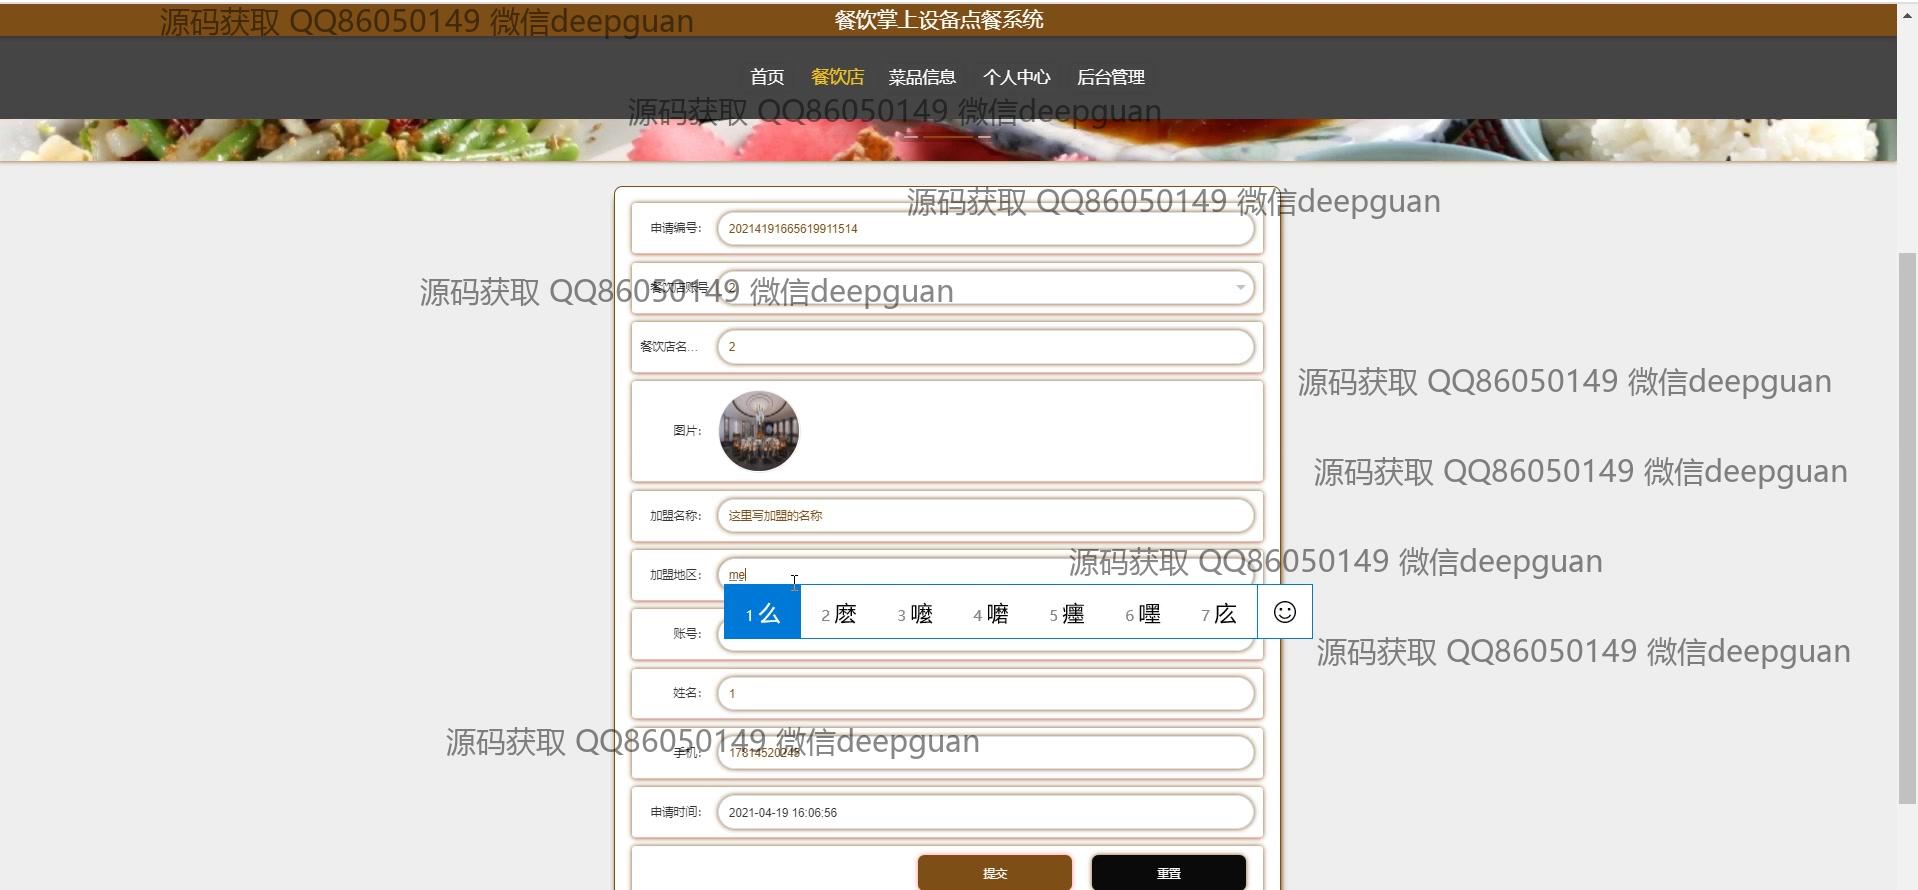 餐饮掌上设备点餐系统
源码获取 QQ86050149 微信deepguan
首页 餐饮店 菜品信息 个人中心 后台管理
源码获取 QQ86050149 微信deepguan
源码获取 QQ86050149 微信deepguan
申请编号: 20214191665619911514
餐饮店账号 2
源码获取 QQ86050149 微信deepguan
餐饮店名... 2
源码获取 QQ86050149 微信deepguan
图片:
源码获取 QQ86050149 微信deepguan
加盟名称: 这里写加盟的名称
源码获取 QQ86050149 微信deepguan
加盟地区: me
1 么 2 麽 3 嚒 4 嚰 5 癦 6 嚜 7 庅
账号:
源码获取 QQ86050149 微信deepguan
姓名: 1
源码获取 QQ86050149 微信deepguan
手机: 17814520245
申请时间: 2021-04-19 16:06:56
提交 重置